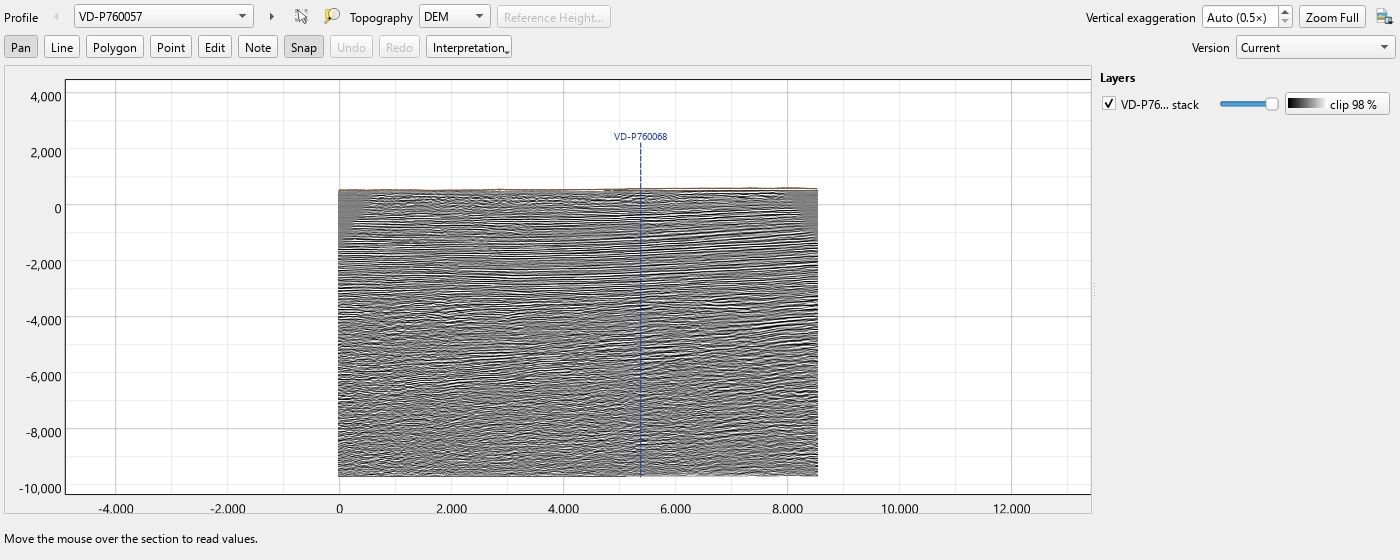 Profile VD-P760057 Topography DEM Reference Height... Vertical exaggeration Auto (0.5×) Zoom Full
Pan Line Polygon Point Edit Note Snap Undo Redo Interpretation Version Current
Layers
VD-P76... stack clip 98 %
4,000
2,000
0
-2,000
-4,000
-6,000
-8,000
-10,000
VD-P760068
-4,000 -2,000 0 2,000 4,000 6,000 8,000 10,000 12,000
Move the mouse over the section to read values.